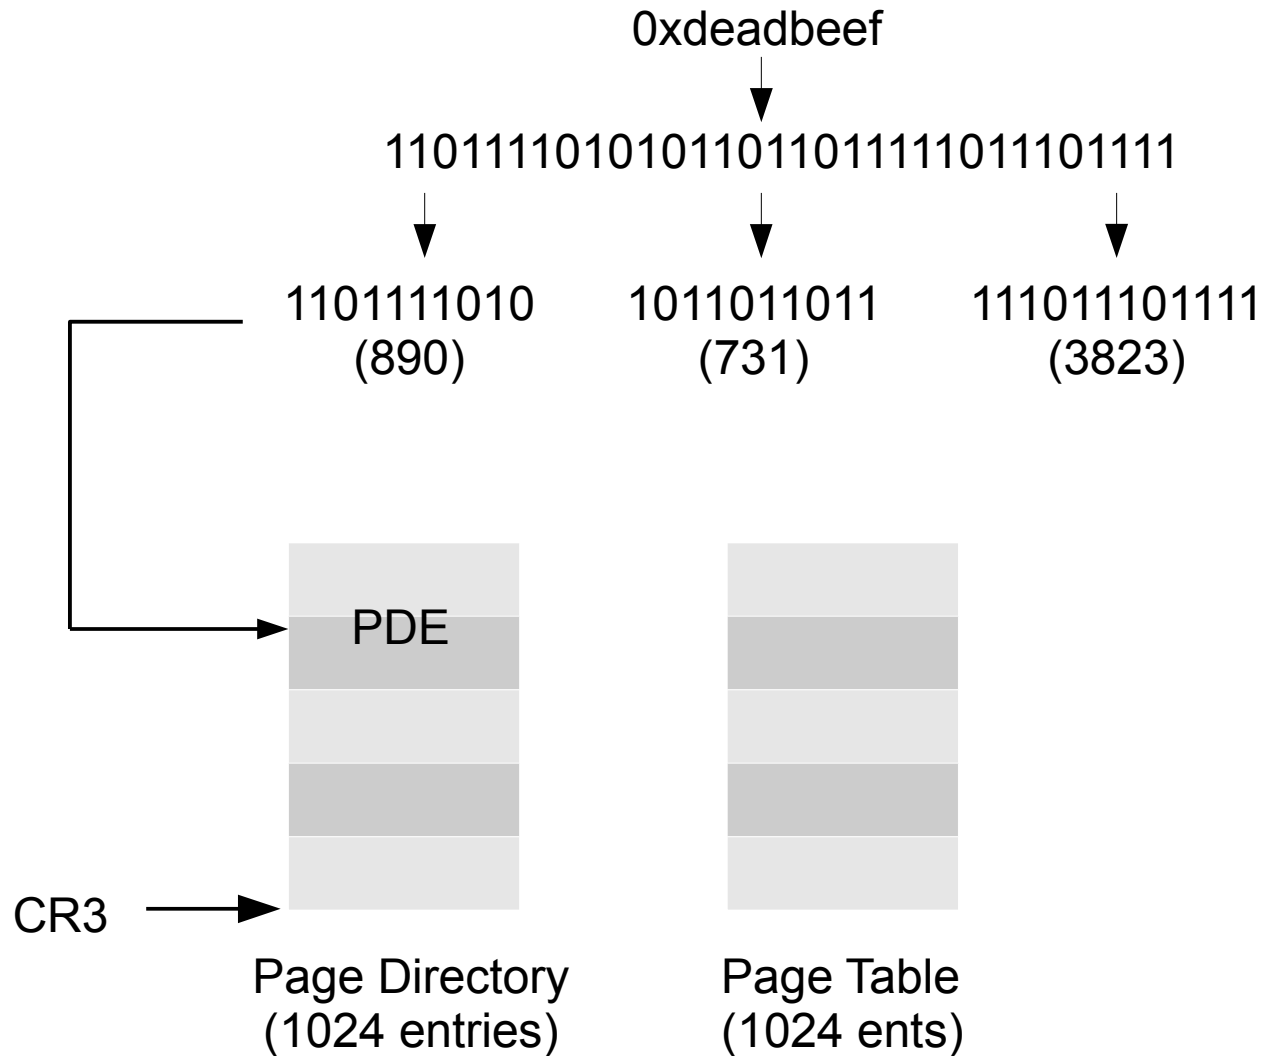 0xdeadbeef
11011110101011011011111011101111
1101111010 1011011011 111011101111
(890) (731) (3823)
PDE
CR3
Page Directory Page Table
(1024 entries) (1024 ents)